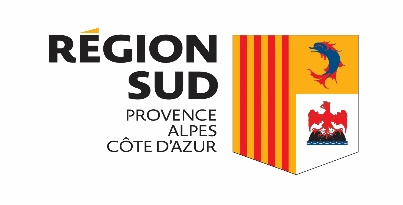 RÉGION
SUD
PROVENCE
ALPES
CÔTE D'AZUR